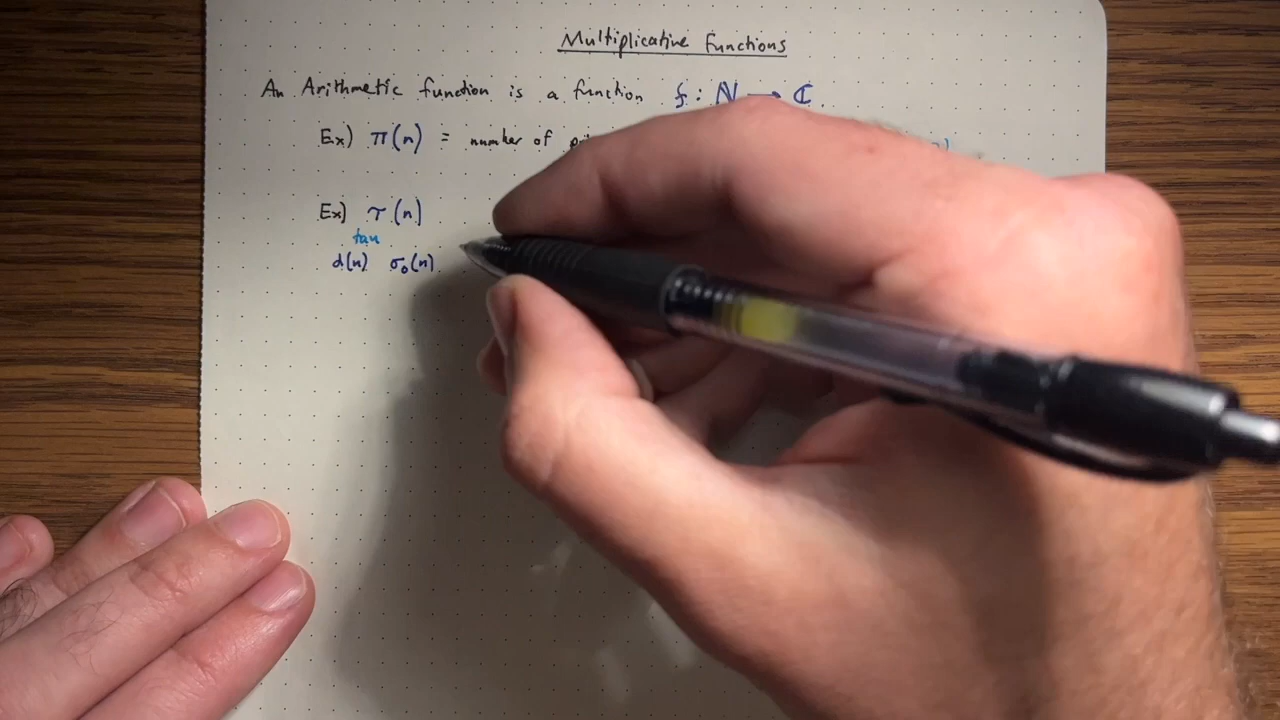 Multiplicative Functions
An Arithmetic function is a function f : ℕ → ℂ
Ex) π(n) = number of
Ex) τ(n)
tau
d(n) σ₀(n)